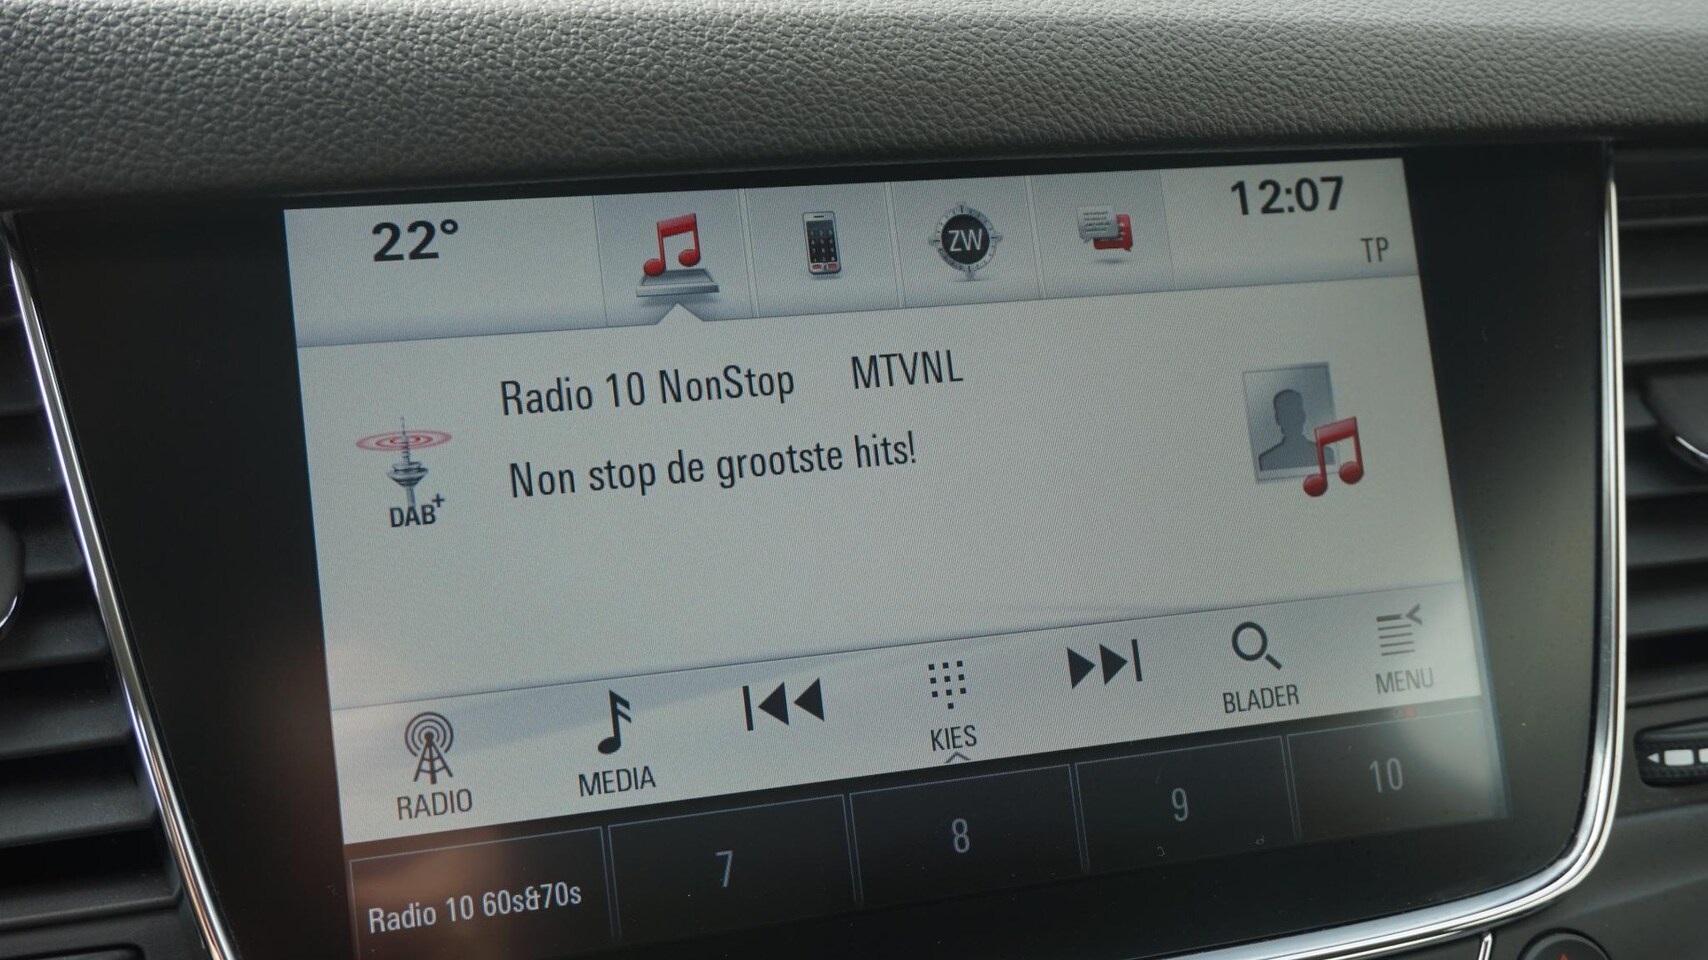 22°
ZW
12:07
TP
Radio 10 NonStop MTVNL
Non stop de grootste hits!
DAB+
RADIO
MEDIA
KIES
BLADER
MENU
Radio 10 60s&70s
7
8
9
10